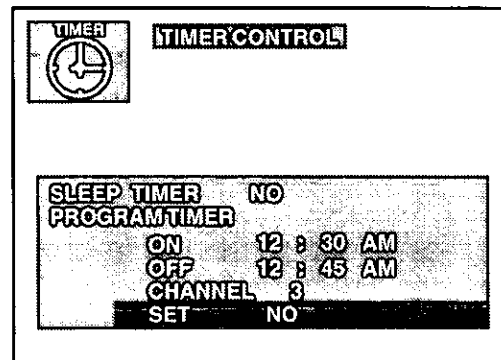 TIMER
TIMER CONTROL
SLEEP TIMER NO
PROGRAM TIMER
ON 12 : 30 AM
OFF 12 : 45 AM
CHANNEL 3
SET NO